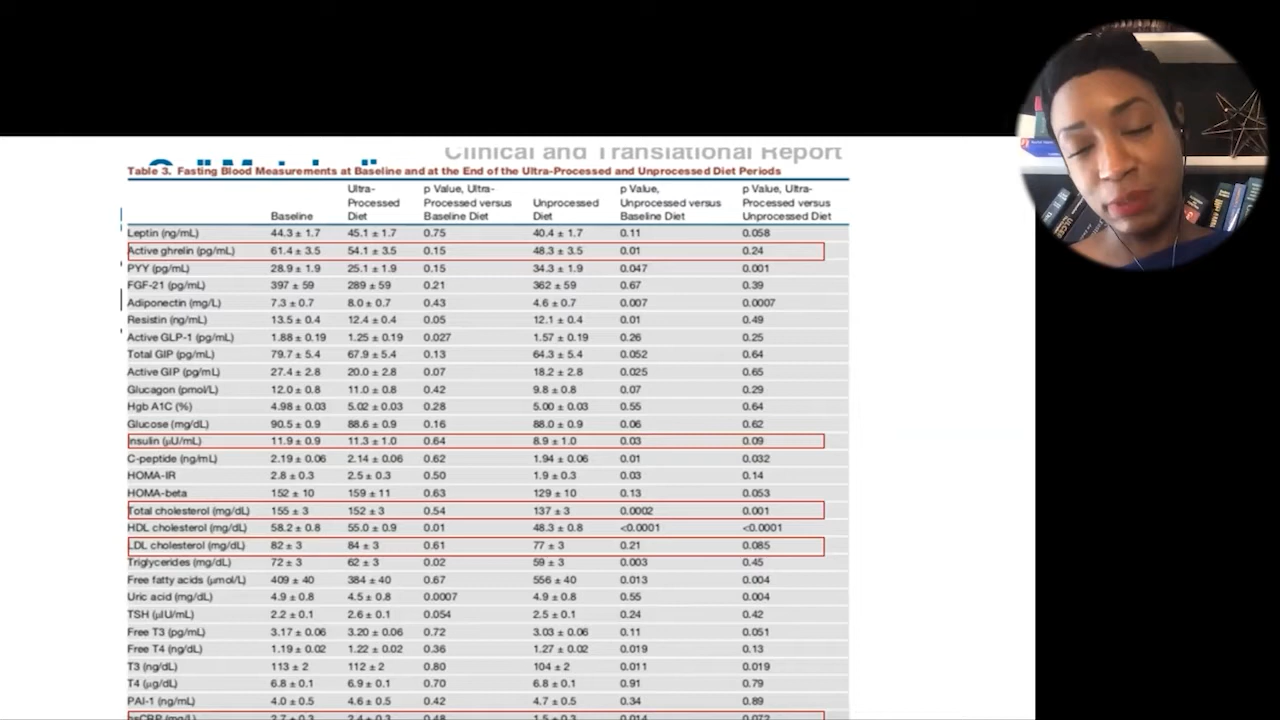 Clinical and Translational Report
Cell Metabolism
Table 3. Fasting Blood Measurements at Baseline and at the End of the Ultra-Processed and Unprocessed Diet Periods
Baseline Ultra-Processed Diet p Value, Ultra-Processed versus Baseline Diet Unprocessed Diet p Value, Unprocessed versus Baseline Diet p Value, Ultra-Processed versus Unprocessed Diet
Leptin (ng/mL) 44.3 ± 1.7 45.1 ± 1.7 0.75 40.4 ± 1.7 0.11 0.058
Active ghrelin (pg/mL) 61.4 ± 3.5 54.1 ± 3.5 0.15 48.3 ± 3.5 0.01 0.24
PYY (pg/mL) 28.9 ± 1.9 25.1 ± 1.9 0.15 34.3 ± 1.9 0.047 0.001
FGF-21 (pg/mL) 397 ± 59 289 ± 59 0.21 362 ± 59 0.67 0.39
Adiponectin (mg/L) 7.3 ± 0.7 8.0 ± 0.7 0.43 4.6 ± 0.7 0.007 0.0007
Resistin (ng/mL) 13.5 ± 0.4 12.4 ± 0.4 0.05 12.1 ± 0.4 0.01 0.49
Active GLP-1 (pg/mL) 1.88 ± 0.19 1.25 ± 0.19 0.027 1.57 ± 0.19 0.26 0.25
Total GIP (pg/mL) 79.7 ± 5.4 67.9 ± 5.4 0.13 64.3 ± 5.4 0.052 0.64
Active GIP (pg/mL) 27.4 ± 2.8 20.0 ± 2.8 0.07 18.2 ± 2.8 0.025 0.65
Glucagon (pmol/L) 12.0 ± 0.8 11.0 ± 0.8 0.42 9.8 ± 0.8 0.07 0.29
Hgb A1C (%) 4.98 ± 0.03 5.02 ± 0.03 0.28 5.00 ± 0.03 0.55 0.64
Glucose (mg/dL) 90.5 ± 0.9 88.6 ± 0.9 0.16 88.0 ± 0.9 0.06 0.62
Insulin (μU/mL) 11.9 ± 0.9 11.3 ± 1.0 0.64 8.9 ± 1.0 0.03 0.09
C-peptide (ng/mL) 2.19 ± 0.06 2.14 ± 0.06 0.62 1.94 ± 0.06 0.01 0.032
HOMA-IR 2.8 ± 0.3 2.5 ± 0.3 0.50 1.9 ± 0.3 0.03 0.14
HOMA-beta 152 ± 10 159 ± 11 0.63 129 ± 10 0.13 0.053
Total cholesterol (mg/dL) 155 ± 3 152 ± 3 0.54 137 ± 3 0.0002 0.001
HDL cholesterol (mg/dL) 58.2 ± 0.8 55.0 ± 0.9 0.01 48.3 ± 0.8 <0.0001 <0.0001
LDL cholesterol (mg/dL) 82 ± 3 84 ± 3 0.61 77 ± 3 0.21 0.085
Triglycerides (mg/dL) 72 ± 3 62 ± 3 0.02 59 ± 3 0.003 0.45
Free fatty acids (μmol/L) 409 ± 40 384 ± 40 0.67 556 ± 40 0.013 0.004
Uric acid (mg/dL) 4.9 ± 0.8 4.5 ± 0.8 0.0007 4.9 ± 0.8 0.55 0.004
TSH (μIU/mL) 2.2 ± 0.1 2.6 ± 0.1 0.054 2.5 ± 0.1 0.24 0.42
Free T3 (pg/mL) 3.17 ± 0.06 3.20 ± 0.06 0.72 3.03 ± 0.06 0.11 0.051
Free T4 (ng/dL) 1.19 ± 0.02 1.22 ± 0.02 0.36 1.27 ± 0.02 0.019 0.13
T3 (ng/dL) 113 ± 2 112 ± 2 0.80 104 ± 2 0.011 0.019
T4 (μg/dL) 6.8 ± 0.1 6.9 ± 0.1 0.70 6.8 ± 0.1 0.91 0.79
PAI-1 (ng/mL) 4.0 ± 0.5 4.6 ± 0.5 0.42 4.7 ± 0.5 0.34 0.89
hsCRP (mg/L) 2.7 ± 0.3 2.4 ± 0.3 0.48 1.5 ± 0.3 0.014 0.072